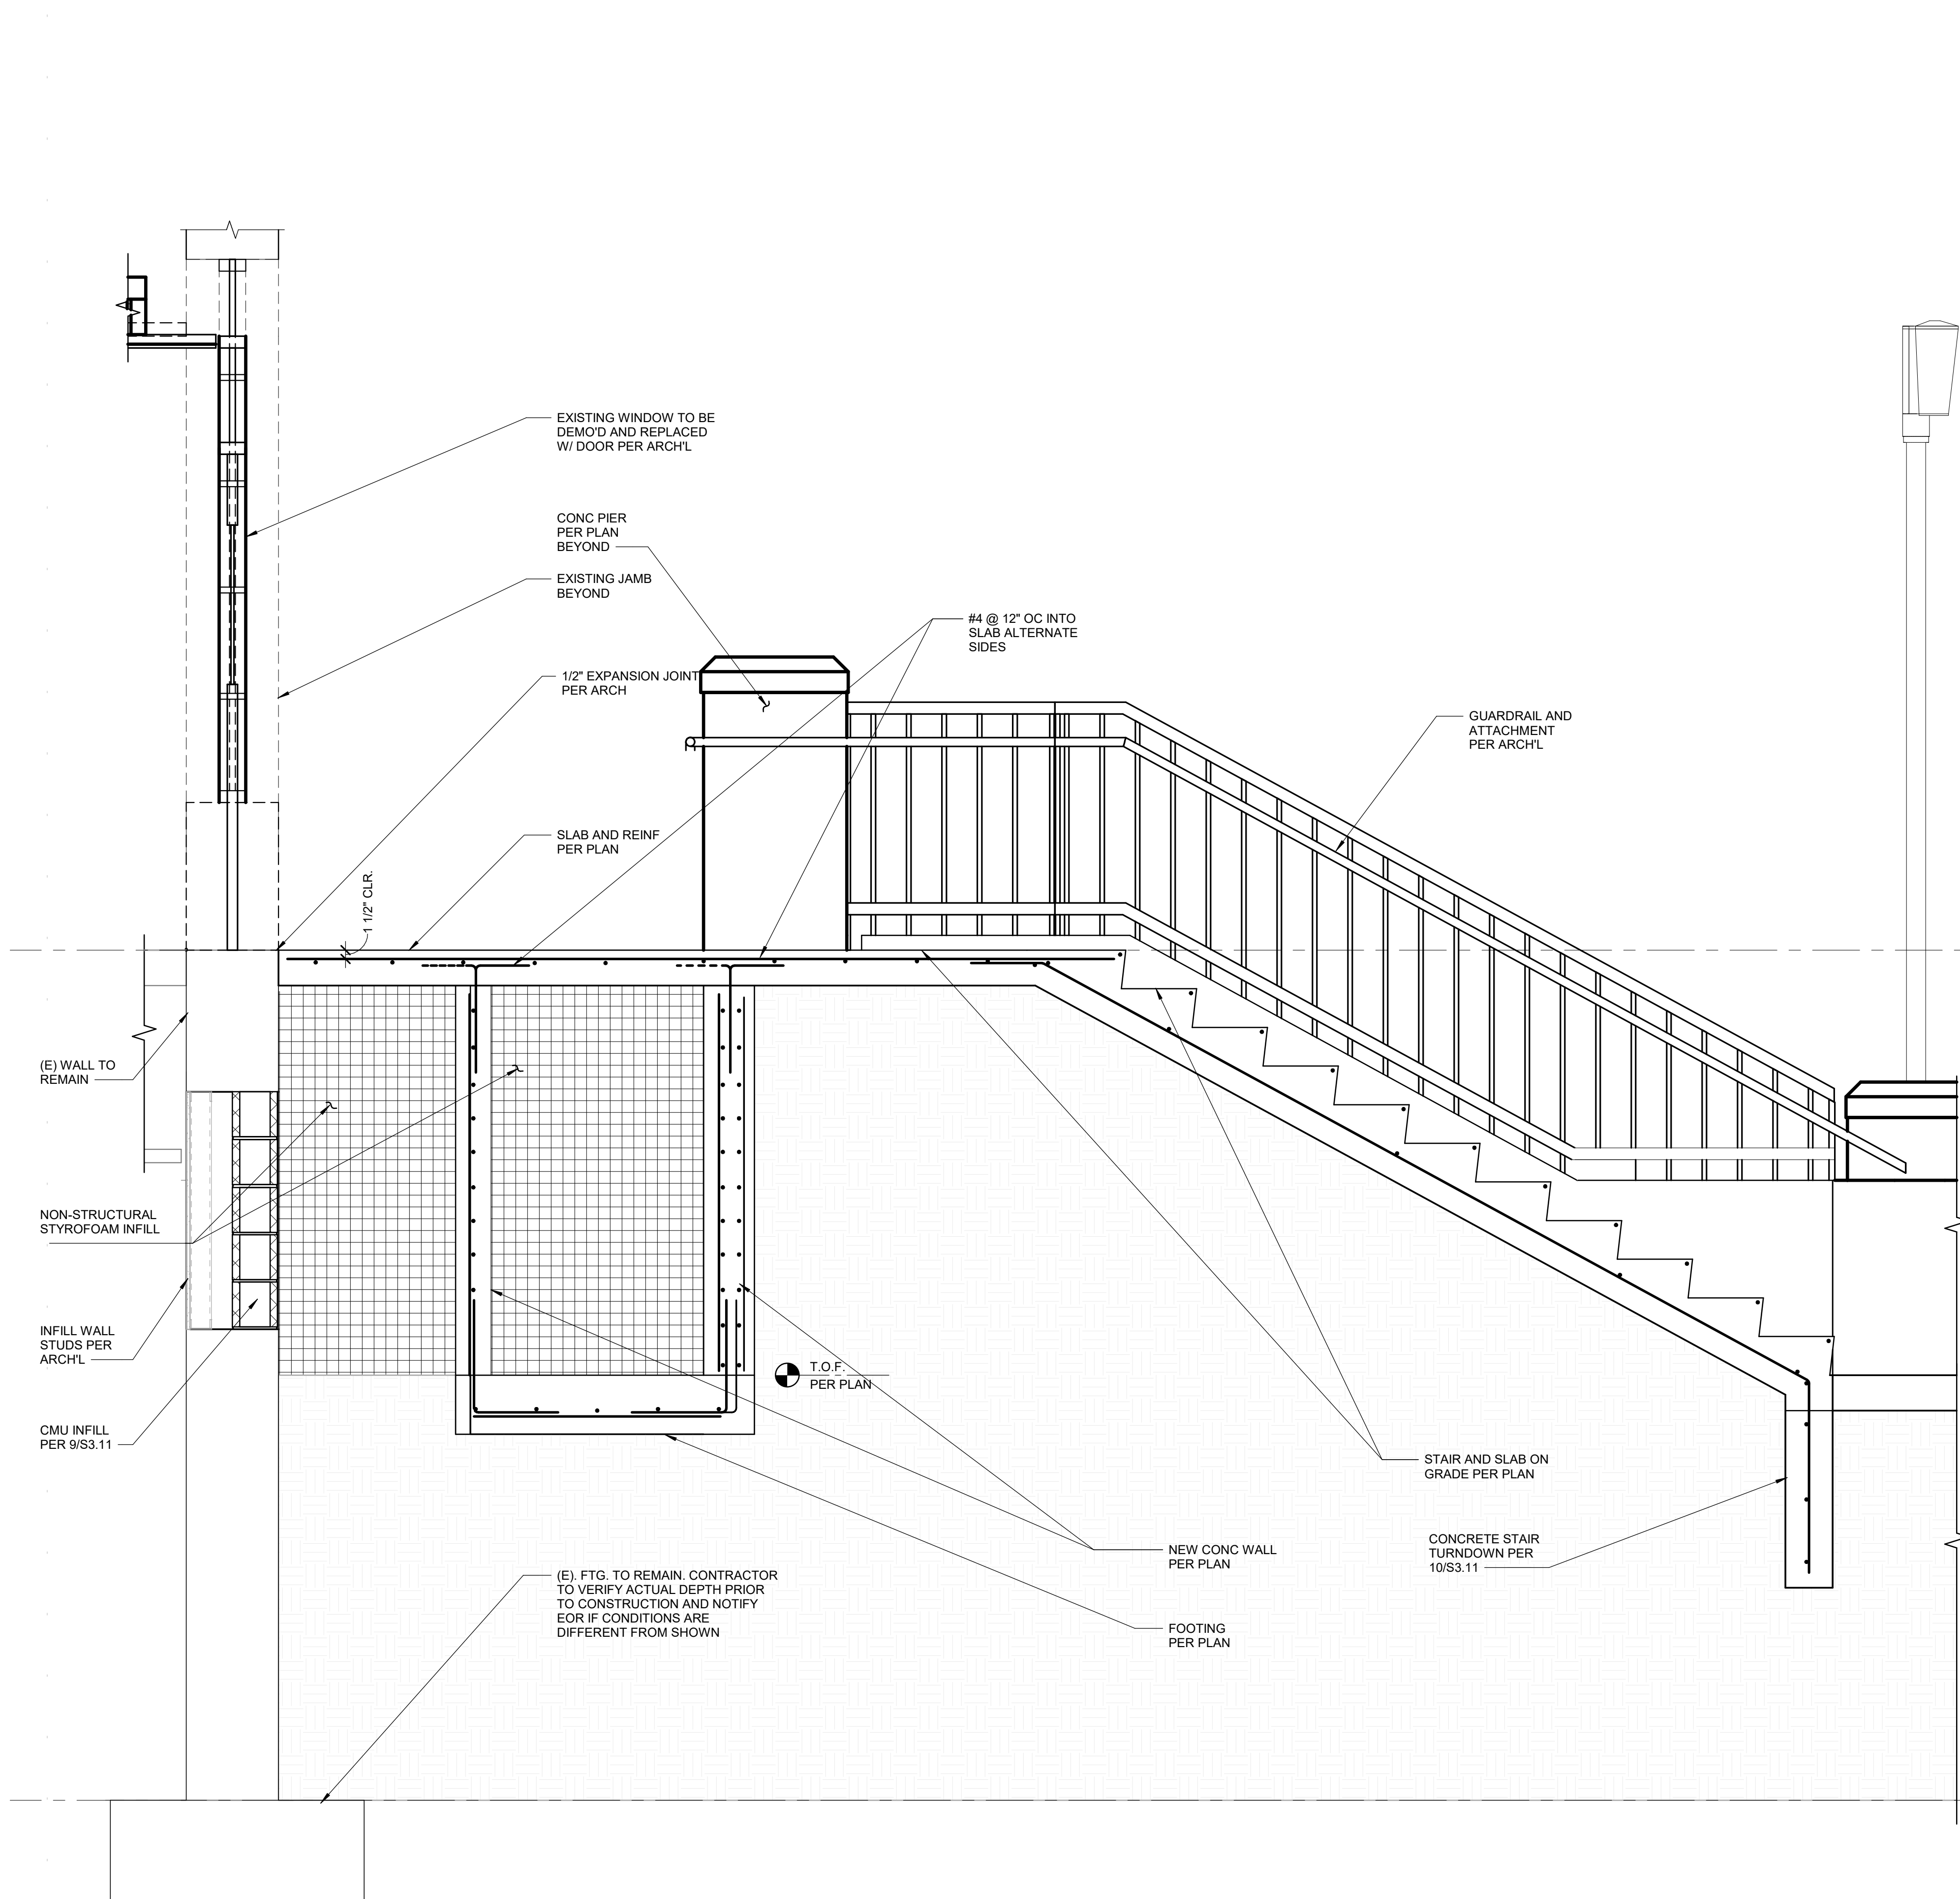 EXISTING WINDOW TO BE
DEMO'D AND REPLACED
W/ DOOR PER ARCH'L
CONC PIER
PER PLAN
BEYOND
EXISTING JAMB
BEYOND
#4 @ 12" OC INTO
SLAB ALTERNATE
SIDES
1/2" EXPANSION JOINT
PER ARCH
GUARDRAIL AND
ATTACHMENT
PER ARCH'L
SLAB AND REINF
PER PLAN
1 1/2" CLR.
(E) WALL TO
REMAIN
NON-STRUCTURAL
STYROFOAM INFILL
INFILL WALL
STUDS PER
ARCH'L
T.O.F.
PER PLAN
CMU INFILL
PER 9/S3.11
STAIR AND SLAB ON
GRADE PER PLAN
NEW CONC WALL
PER PLAN
CONCRETE STAIR
TURNDOWN PER
10/S3.11
(E). FTG. TO REMAIN. CONTRACTOR
TO VERIFY ACTUAL DEPTH PRIOR
TO CONSTRUCTION AND NOTIFY
EOR IF CONDITIONS ARE
DIFFERENT FROM SHOWN
FOOTING
PER PLAN